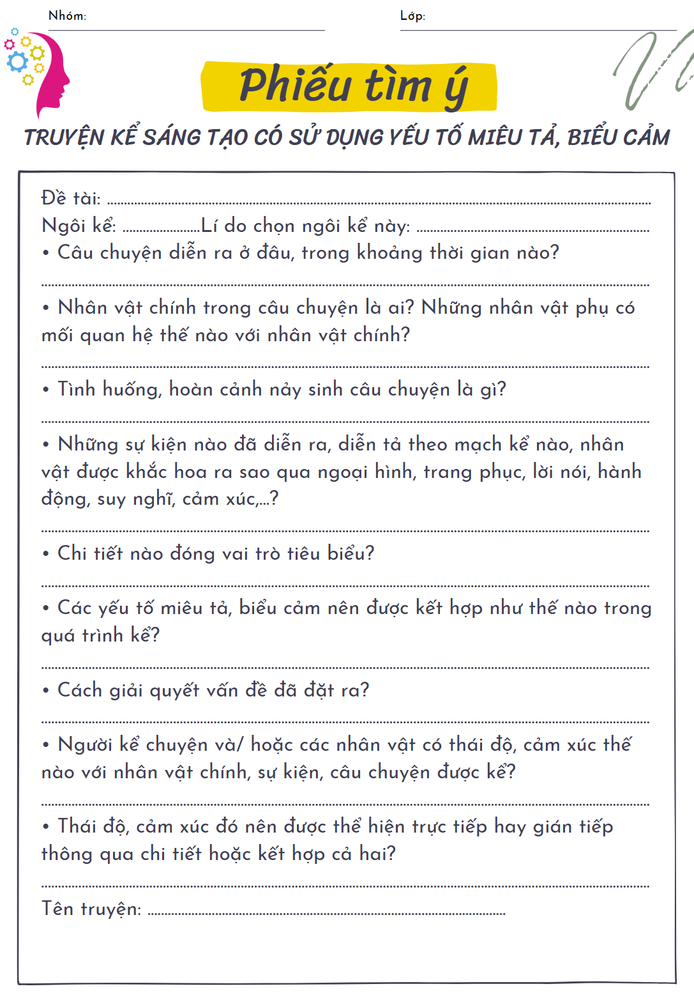 Nhóm:
Lớp:
Phiếu tìm ý
TRUYỆN KỂ SÁNG TẠO CÓ SỬ DỤNG YẾU TỐ MIÊU TẢ, BIỂU CẢM
Đề tài: ..........................................................................................
Ngôi kể: .......................Lí do chọn ngôi kể này: .......................................
• Câu chuyện diễn ra ở đâu, trong khoảng thời gian nào?
..........................................................................................
• Nhân vật chính trong câu chuyện là ai? Những nhân vật phụ có
mối quan hệ thế nào với nhân vật chính?
..........................................................................................
• Tình huống, hoàn cảnh nảy sinh câu chuyện là gì?
..........................................................................................
• Những sự kiện nào đã diễn ra, diễn tả theo mạch kể nào, nhân
vật được khắc hoa ra sao qua ngoại hình, trang phục, lời nói, hành
động, suy nghĩ, cảm xúc,...?
..........................................................................................
• Chi tiết nào đóng vai trò tiêu biểu?
..........................................................................................
• Các yếu tố miêu tả, biểu cảm nên được kết hợp như thế nào trong
quá trình kể?
..........................................................................................
• Cách giải quyết vấn đề đã đặt ra?
..........................................................................................
• Người kể chuyện và/ hoặc các nhân vật có thái độ, cảm xúc thế
nào với nhân vật chính, sự kiện, câu chuyện được kể?
..........................................................................................
• Thái độ, cảm xúc đó nên được thể hiện trực tiếp hay gián tiếp
thông qua chi tiết hoặc kết hợp cả hai?
..........................................................................................
Tên truyện: ............................................................